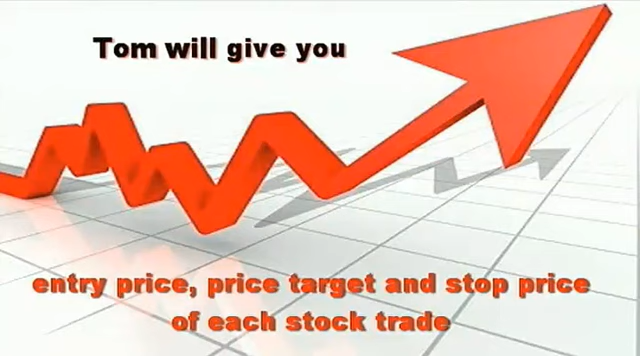 Tom will give you
entry price, price target and stop price
of each stock trade